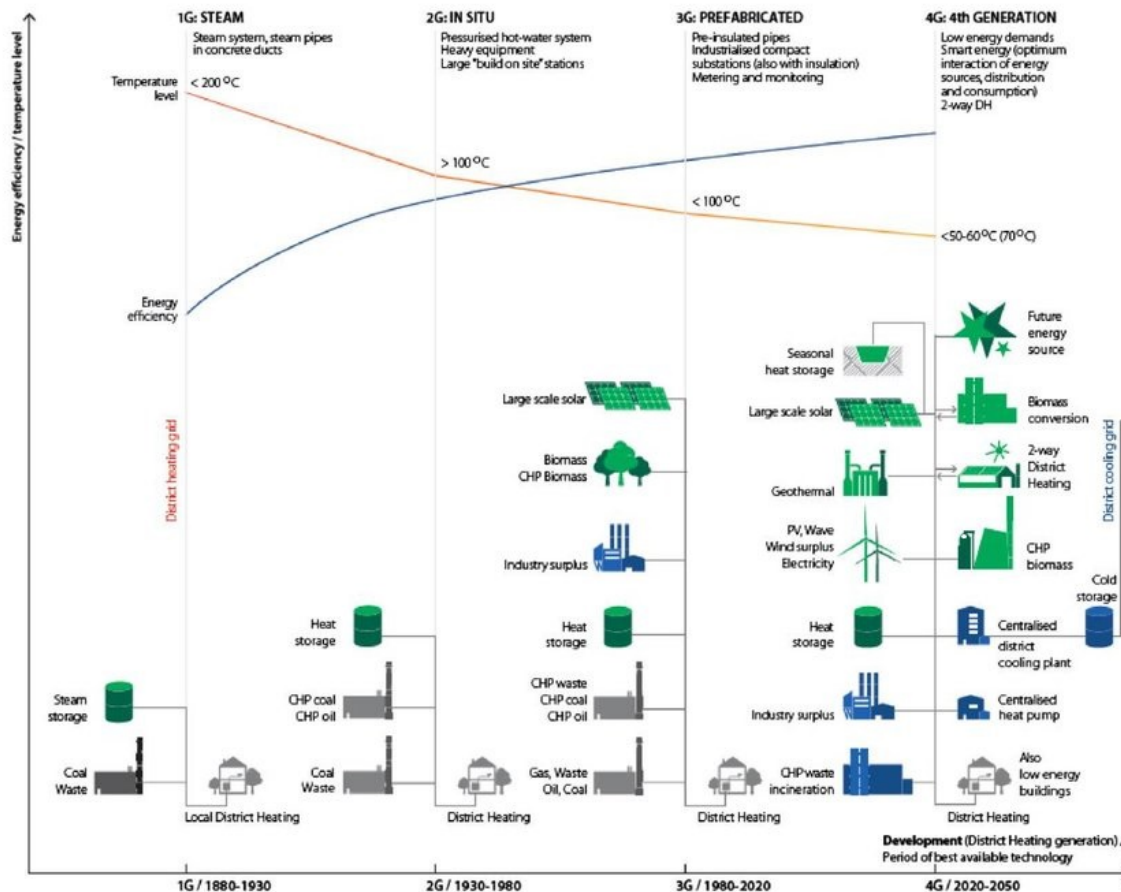 1G: STEAM
Steam system, steam pipes
in concrete ducts
2G: IN SITU
Pressurised hot-water system
Heavy equipment
Large "build on site" stations
3G: PREFABRICATED
Pre-insulated pipes
Industrialised compact
substations (also with insulation)
Metering and monitoring
4G: 4th GENERATION
Low energy demands
Smart energy (optimum
interaction of energy
sources, distribution
and consumption)
2-way DH
Energy efficiency / temperature level
Temperature
level
< 200 °C
> 100 °C
< 100 °C
<50-60°C (70°C)
Energy
efficiency
District heating grid
Steam
storage
Coal
Waste
Local District Heating
Heat
storage
CHP coal
CHP oil
Coal
Waste
District Heating
Large scale solar
Biomass
CHP Biomass
Industry surplus
Heat
storage
CHP waste
CHP coal
CHP oil
Gas, Waste
Oil, Coal
District Heating
Seasonal
heat storage
Large scale solar
Geothermal
PV, Wave
Wind surplus
Electricity
Heat
storage
Industry surplus
CHP waste
incineration
Future
energy
source
Biomass
conversion
2-way
District
Heating
CHP
biomass
Centralised
district
cooling plant
Centralised
heat pump
Also
low energy
buildings
District Heating
District cooling grid
Cold
storage
Development (District Heating generation) /
Period of best available technology
1G / 1880-1930
2G / 1930-1980
3G / 1980-2020
4G / 2020-2050